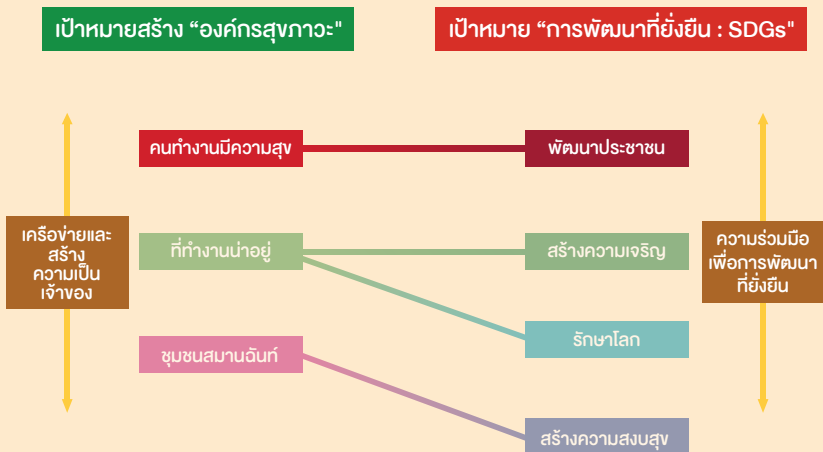 เป้าหมายสร้าง “องค์กรสุขภาวะ"
เป้าหมาย “การพัฒนาที่ยั่งยืน : SDGs"
คนทำงานมีความสุข
พัฒนาประชาชน
เครือข่ายและ
สร้าง
ความเป็น
เจ้าของ
ที่ทำงานน่าอยู่
สร้างความเจริญ
ความร่วมมือ
เพื่อการพัฒนา
ที่ยั่งยืน
รักษาโลก
ชุมชนสมานฉันท์
สร้างความสงบสุข